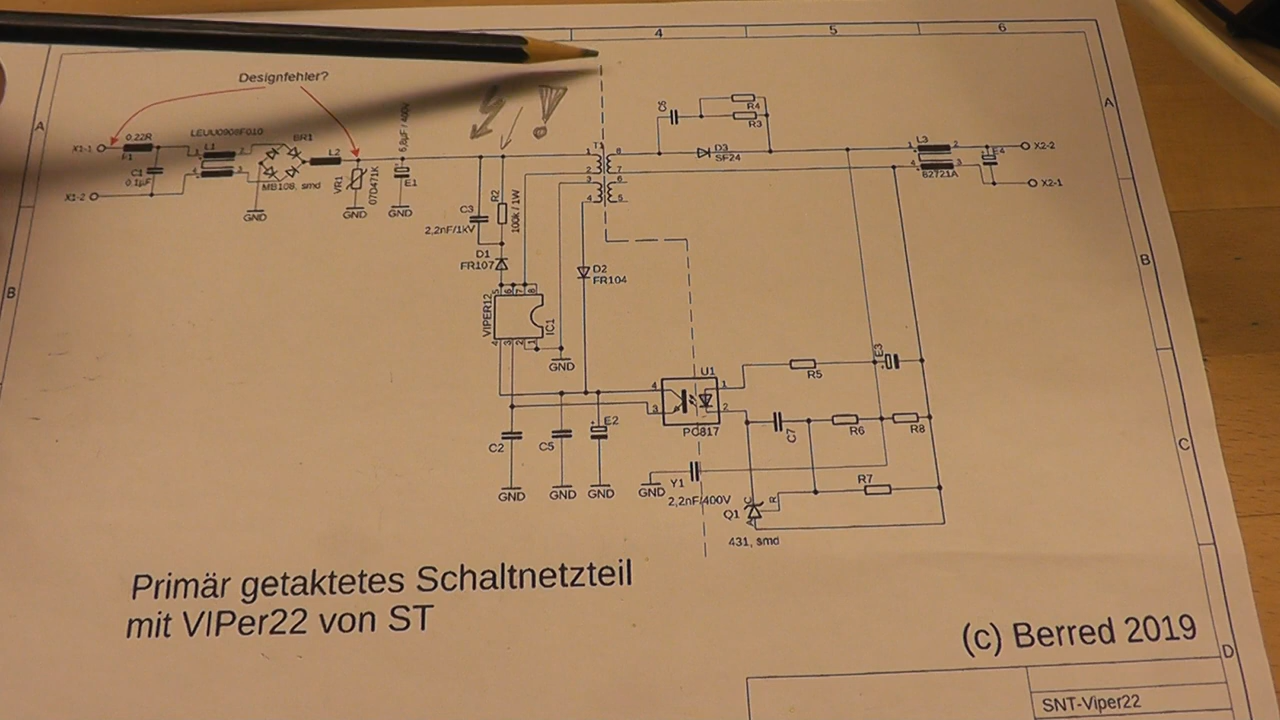 4 5 6
Designfehler?
A
A
C6
R4
R3
X1-1
0.22R
F1
LEUU0908F010
L1
BR1
L2
6,8µF / 400V
E1
T1
D3
SF24
L3
62721A
E4
X2-2
X2-1
C1
0.1µF
X1-2
MB108, smd
VR1
07D471K
GND
GND
GND
C3
2,2nF/1kV
R2
100k / 1W
D1
FR107
D2
FR104
B
B
VIPER12
IC1
GND
U1
PC817
R5
E3
C2
C5
E2
C7
R6
R8
C
GND
GND
GND
GND
Y1
2,2nF/400V
R7
Q1
C
R
A
431, smd
Primär getaktetes Schaltnetzteil
mit VIPer22 von ST
(c) Berred 2019
D
SNT-Viper22